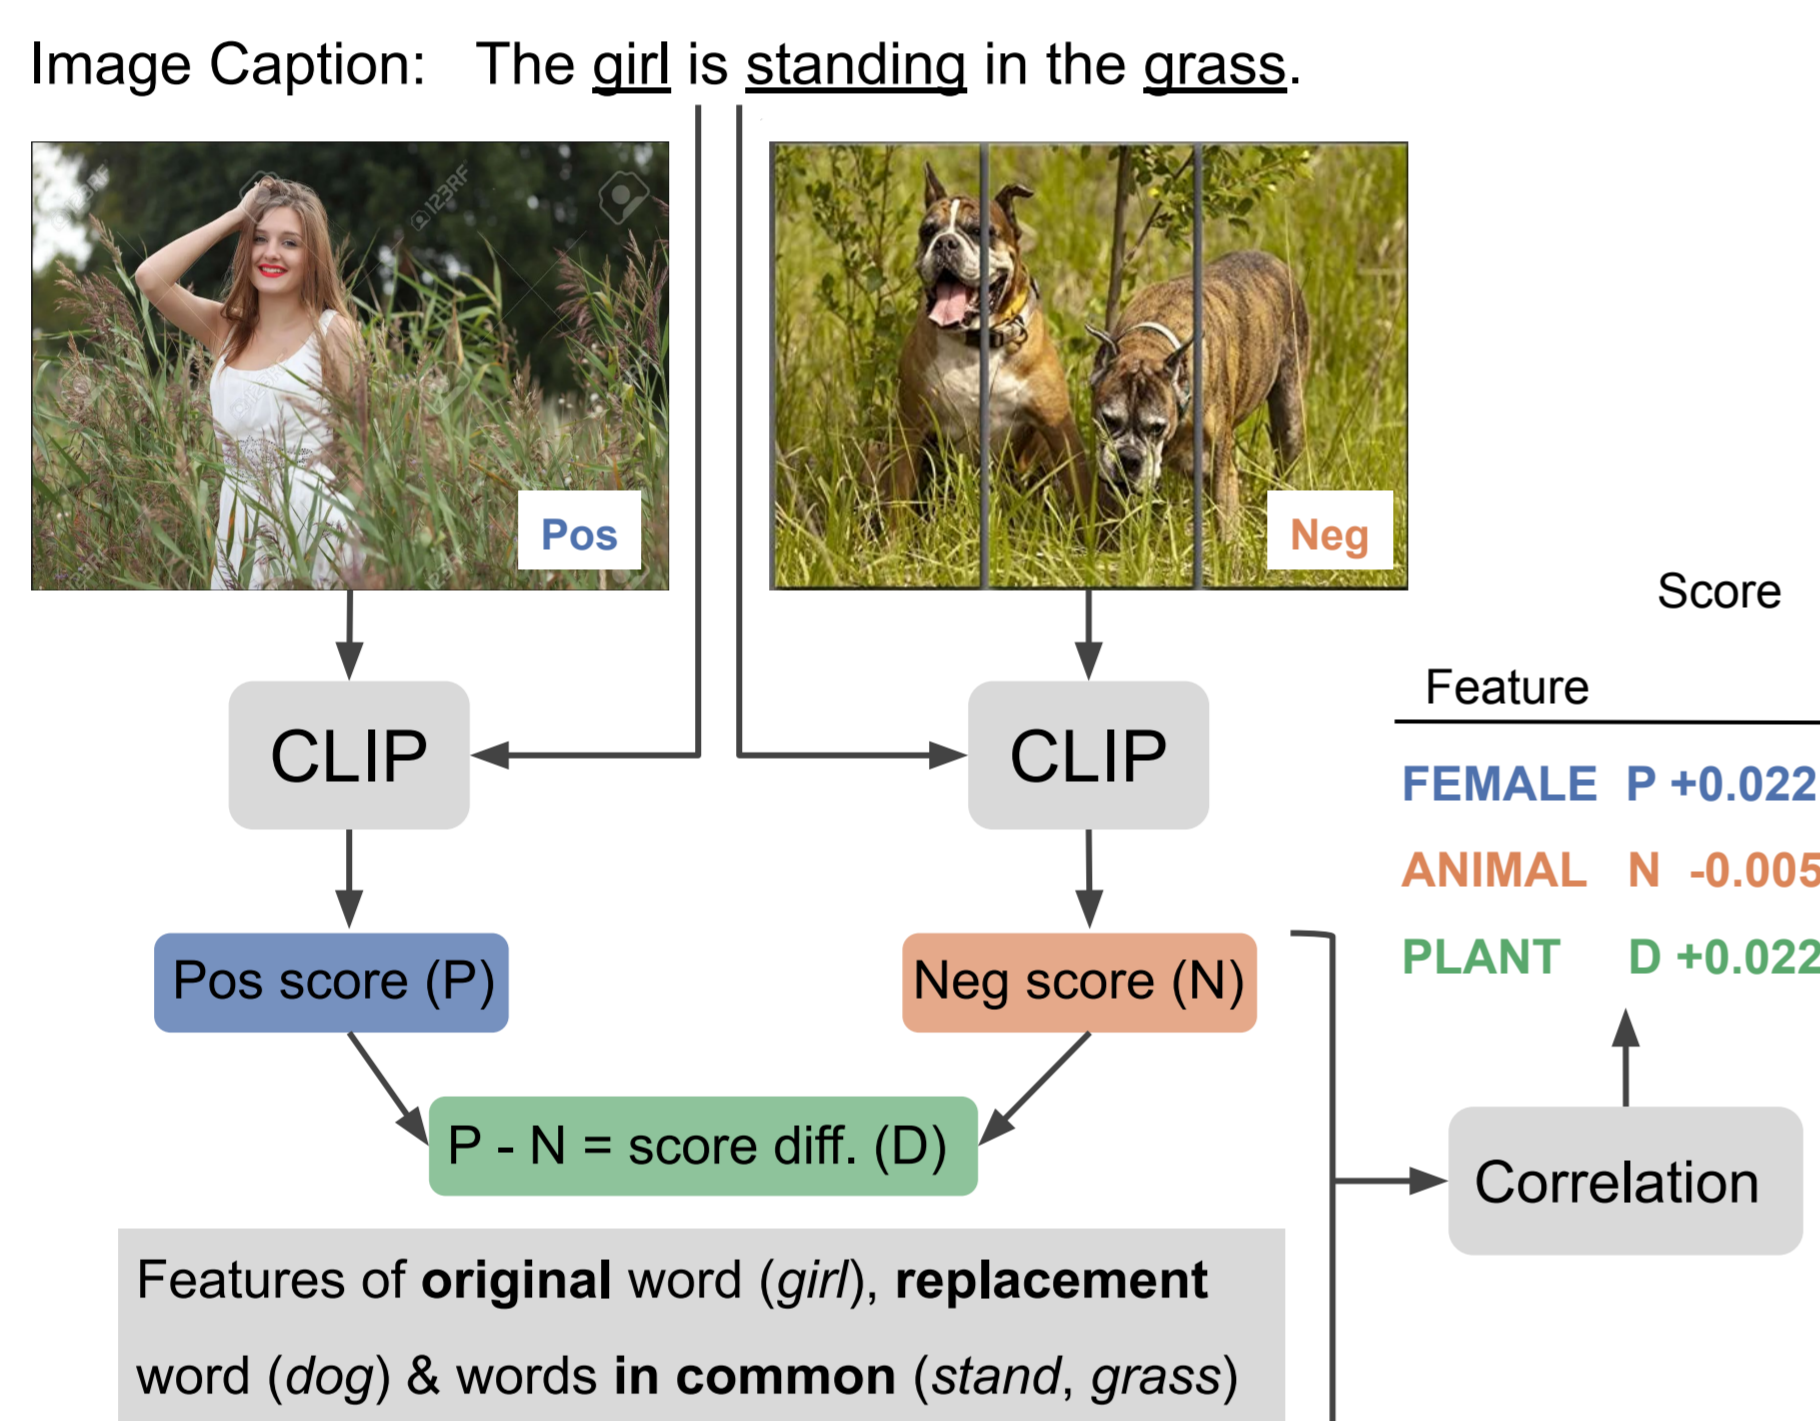 Image Caption: The girl is standing in the grass.
123RF
Pos
Neg
Score
Feature
CLIP
CLIP
FEMALE P +0.022
ANIMAL N -0.005
PLANT D +0.022
Pos score (P)
Neg score (N)
P - N = score diff. (D)
Correlation
Features of original word (girl), replacement
word (dog) & words in common (stand, grass)